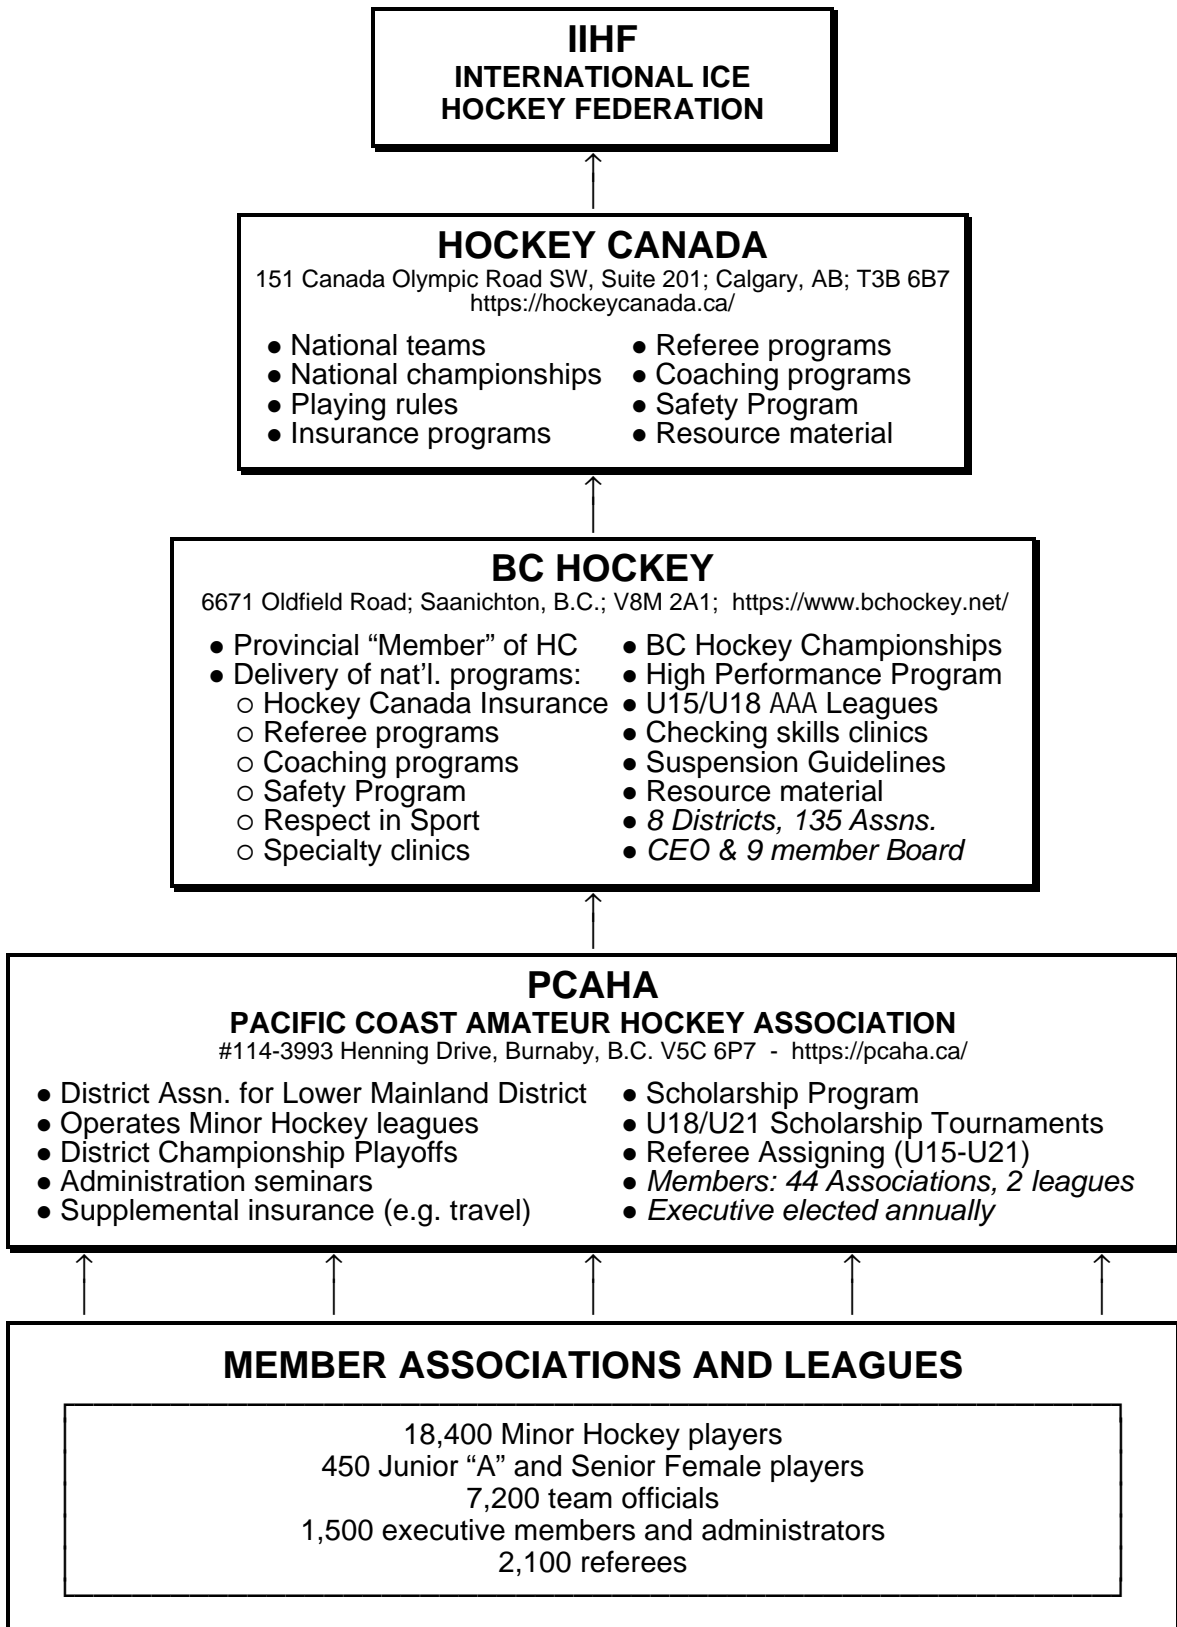 IIHF
INTERNATIONAL ICE
HOCKEY FEDERATION
HOCKEY CANADA
151 Canada Olympic Road SW, Suite 201; Calgary, AB; T3B 6B7
https://hockeycanada.ca/
● National teams
● National championships
● Playing rules
● Insurance programs
● Referee programs
● Coaching programs
● Safety Program
● Resource material
BC HOCKEY
6671 Oldfield Road; Saanichton, B.C.; V8M 2A1; https://www.bchockey.net/
● Provincial “Member” of HC
● Delivery of nat’l. programs:
○ Hockey Canada Insurance
○ Referee programs
○ Coaching programs
○ Safety Program
○ Respect in Sport
○ Specialty clinics
● BC Hockey Championships
● High Performance Program
● U15/U18 AAA Leagues
● Checking skills clinics
● Suspension Guidelines
● Resource material
● 8 Districts, 135 Assns.
● CEO & 9 member Board
PCAHA
PACIFIC COAST AMATEUR HOCKEY ASSOCIATION
#114-3993 Henning Drive, Burnaby, B.C. V5C 6P7 - https://pcaha.ca/
● District Assn. for Lower Mainland District
● Operates Minor Hockey leagues
● District Championship Playoffs
● Administration seminars
● Supplemental insurance (e.g. travel)
● Scholarship Program
● U18/U21 Scholarship Tournaments
● Referee Assigning (U15-U21)
● Members: 44 Associations, 2 leagues
● Executive elected annually
MEMBER ASSOCIATIONS AND LEAGUES
18,400 Minor Hockey players
450 Junior “A” and Senior Female players
7,200 team officials
1,500 executive members and administrators
2,100 referees